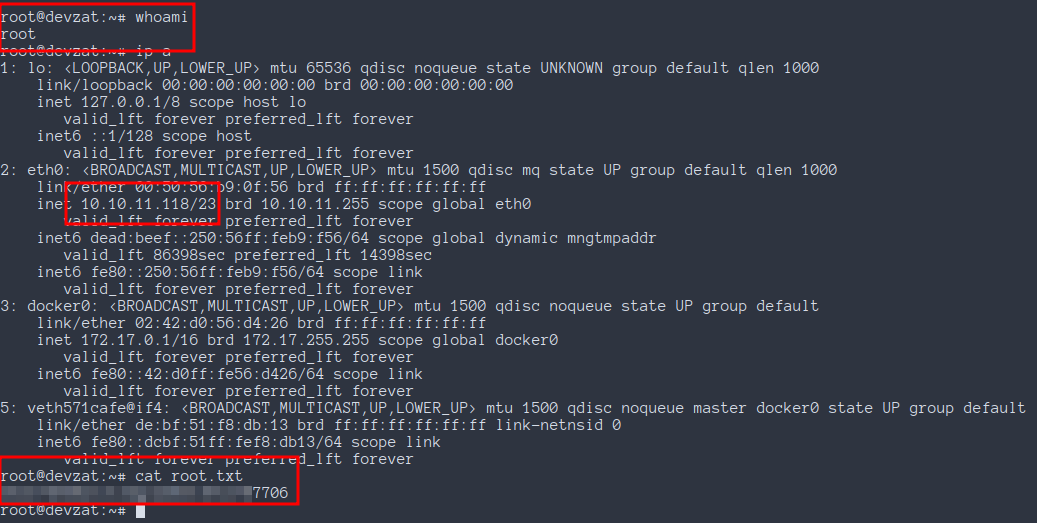 root@devzat:~# whoami
root
root@devzat:~# ip a
1: lo: <LOOPBACK,UP,LOWER_UP> mtu 65536 qdisc noqueue state UNKNOWN group default qlen 1000
    link/loopback 00:00:00:00:00:00 brd 00:00:00:00:00:00
    inet 127.0.0.1/8 scope host lo
       valid_lft forever preferred_lft forever
    inet6 ::1/128 scope host
       valid_lft forever preferred_lft forever
2: eth0: <BROADCAST,MULTICAST,UP,LOWER_UP> mtu 1500 qdisc mq state UP group default qlen 1000
    link/ether 00:50:56:b9:0f:56 brd ff:ff:ff:ff:ff:ff
    inet 10.10.11.118/23 brd 10.10.11.255 scope global eth0
       valid_lft forever preferred_lft forever
    inet6 dead:beef::250:56ff:feb9:f56/64 scope global dynamic mngtmpaddr
       valid_lft 86398sec preferred_lft 14398sec
    inet6 fe80::250:56ff:feb9:f56/64 scope link
       valid_lft forever preferred_lft forever
3: docker0: <BROADCAST,MULTICAST,UP,LOWER_UP> mtu 1500 qdisc noqueue state UP group default
    link/ether 02:42:d0:56:d4:26 brd ff:ff:ff:ff:ff:ff
    inet 172.17.0.1/16 brd 172.17.255.255 scope global docker0
       valid_lft forever preferred_lft forever
    inet6 fe80::42:d0ff:fe56:d426/64 scope link
       valid_lft forever preferred_lft forever
5: veth571cafe@if4: <BROADCAST,MULTICAST,UP,LOWER_UP> mtu 1500 qdisc noqueue master docker0 state UP group default
    link/ether de:bf:51:f8:db:13 brd ff:ff:ff:ff:ff:ff link-netnsid 0
    inet6 fe80::dcbf:51ff:fef8:db13/64 scope link
       valid_lft forever preferred_lft forever
root@devzat:~# cat root.txt
7706
root@devzat:~#